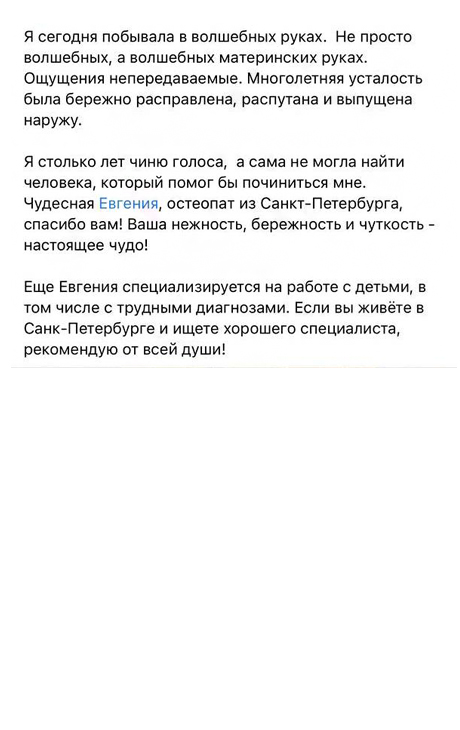 Я сегодня побывала в волшебных руках.  Не просто
волшебных, а волшебных материнских руках.
Ощущения непередаваемые. Многолетняя усталость
была бережно расправлена, распутана и выпущена
наружу.
Я столько лет чиню голоса,  а сама не могла найти
человека, который помог бы починиться мне.
Чудесная Евгения, остеопат из Санкт-Петербурга,
спасибо вам! Ваша нежность, бережность и чуткость -
настоящее чудо!
Еще Евгения специализируется на работе с детьми, в
том числе с трудными диагнозами. Если вы живёте в
Санк-Петербурге и ищете хорошего специалиста,
рекомендую от всей души!